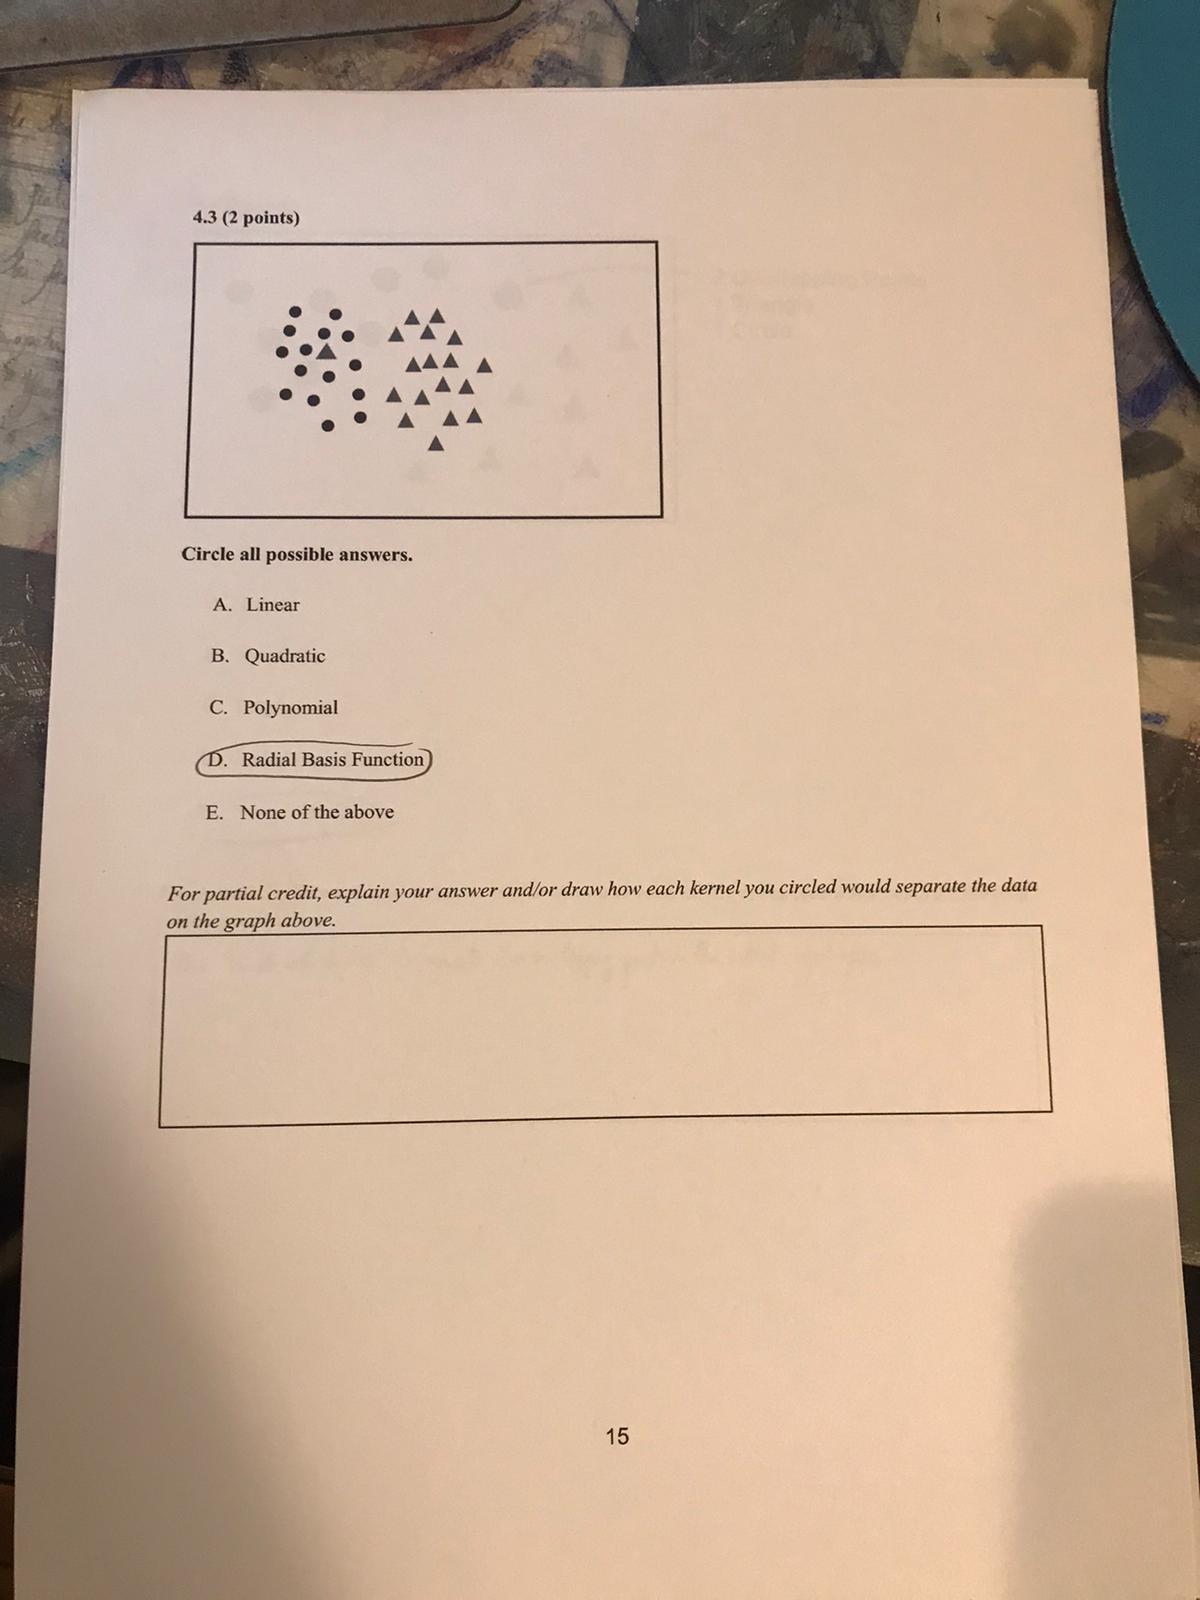 4.3 (2 points)
Circle all possible answers.
A. Linear
B. Quadratic
C. Polynomial
D. Radial Basis Function
E. None of the above
For partial credit, explain your answer and/or draw how each kernel you circled would separate the data
on the graph above.
15